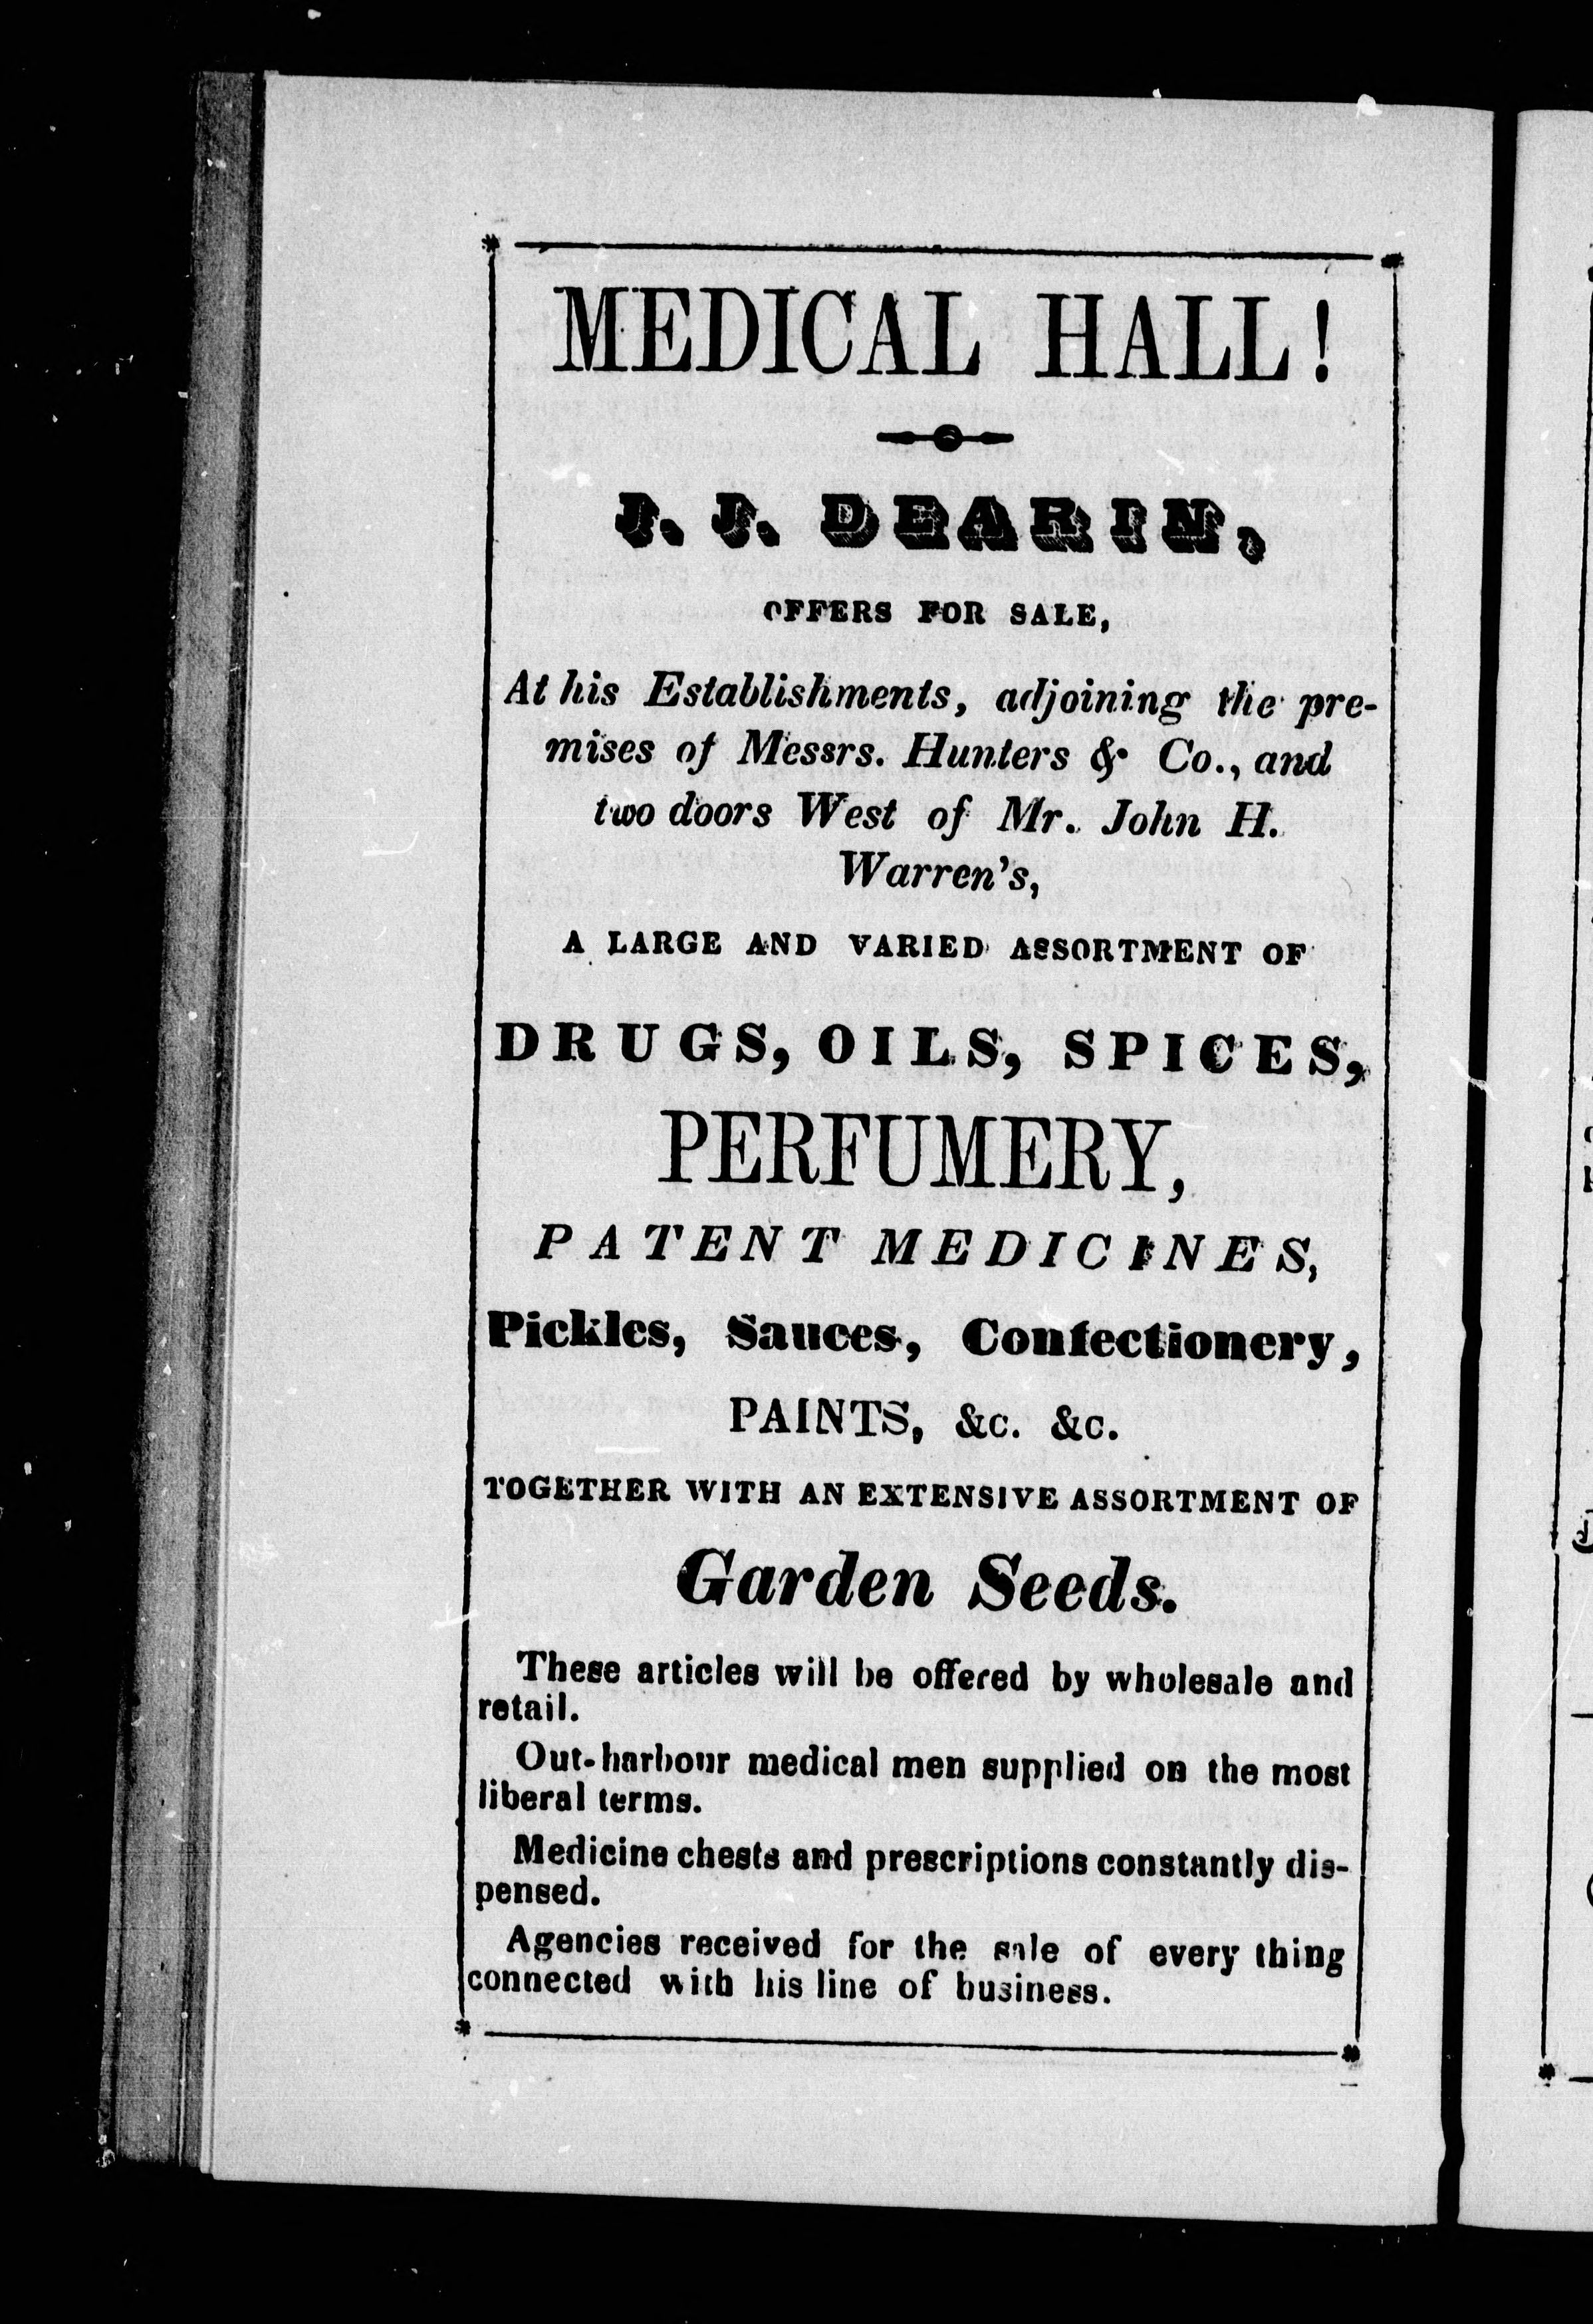 MEDICAL HALL!
J. J. DEARIN,
OFFERS FOR SALE,
At his Establishments, adjoining the pre-
mises of Messrs. Hunters & Co., and
two doors West of Mr. John H.
Warren's,
A LARGE AND VARIED ASSORTMENT OF
DRUGS, OILS, SPICES,
PERFUMERY,
PATENT MEDICINES,
Pickles, Sauces, Confectionery,
PAINTS, &c. &c.
TOGETHER WITH AN EXTENSIVE ASSORTMENT OF
Garden Seeds.
These articles will be offered by wholesale and
retail.
Out-harbour medical men supplied on the most
liberal terms.
Medicine chests and prescriptions constantly dis-
pensed.
Agencies received for the sale of every thing
connected with his line of business.